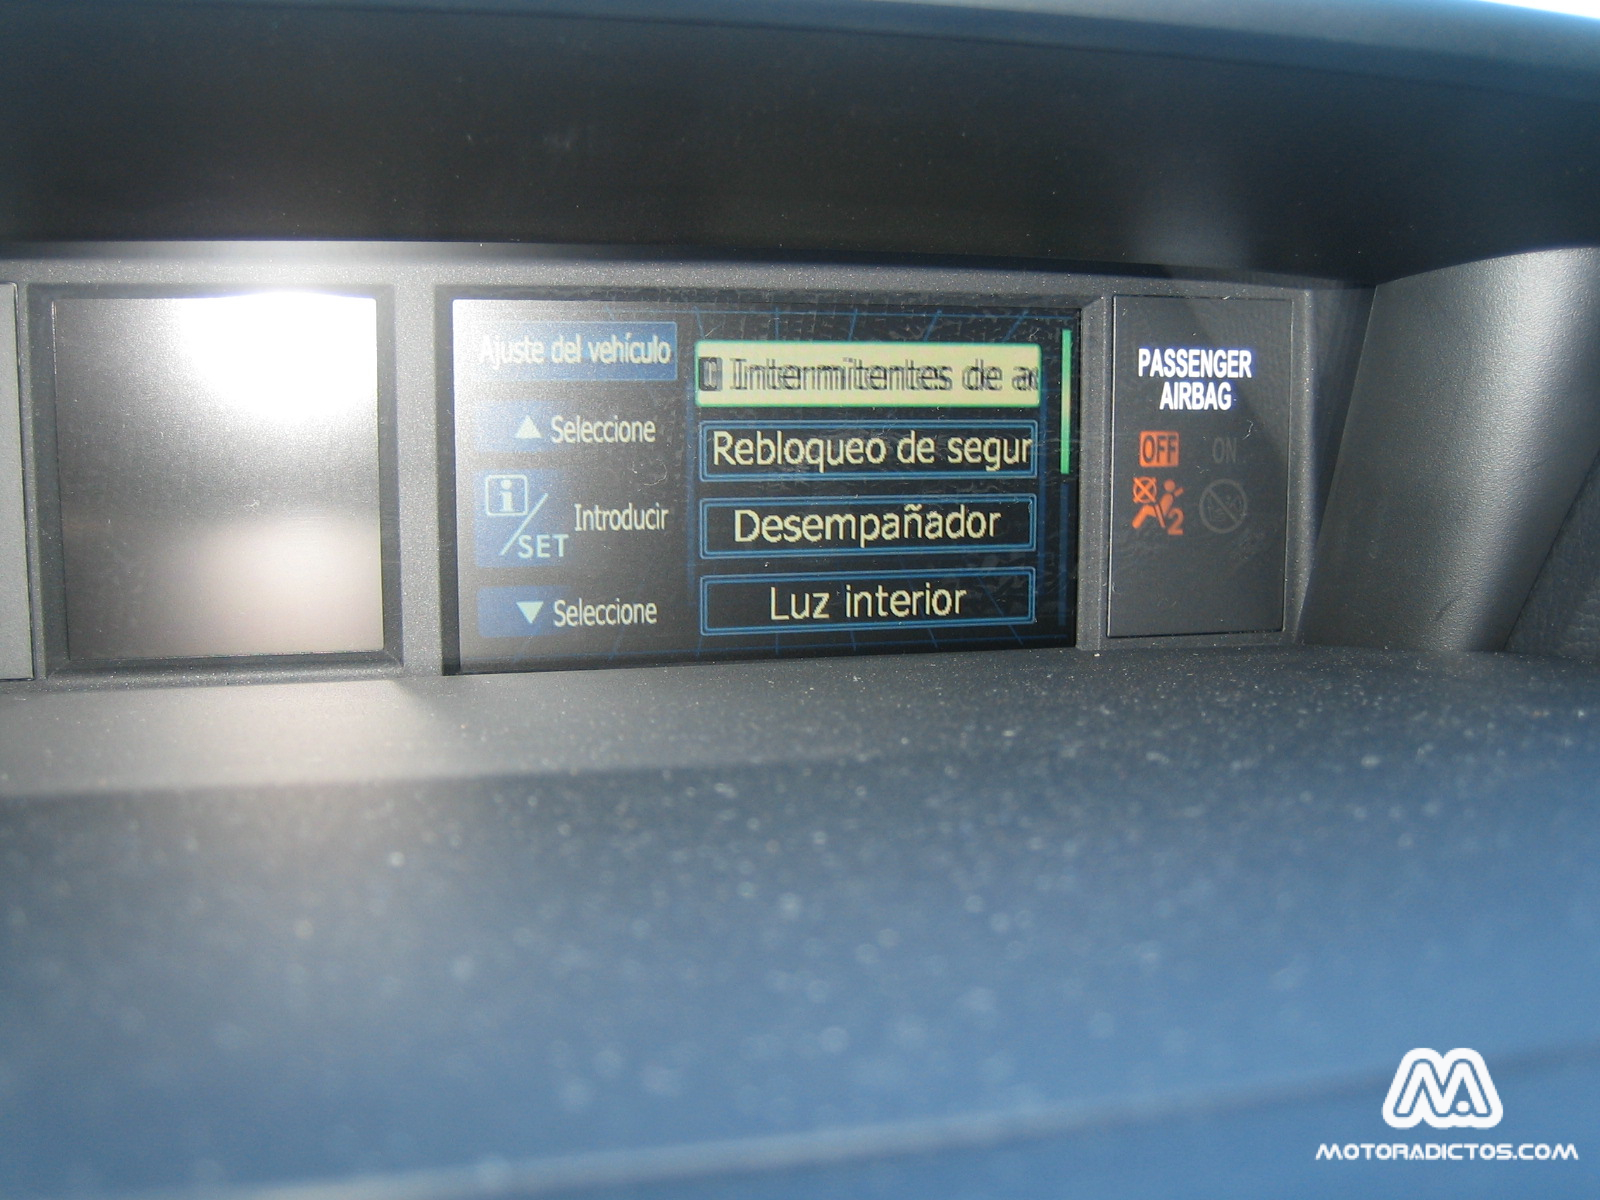 Ajuste del vehículo
Seleccione
i/SET Introducir
Seleccione
Intermitentes de
Rebloqueo de segur
Desempañador
Luz interior
PASSENGER
AIRBAG
OFF ON
2
MOTORADICTOS.COM